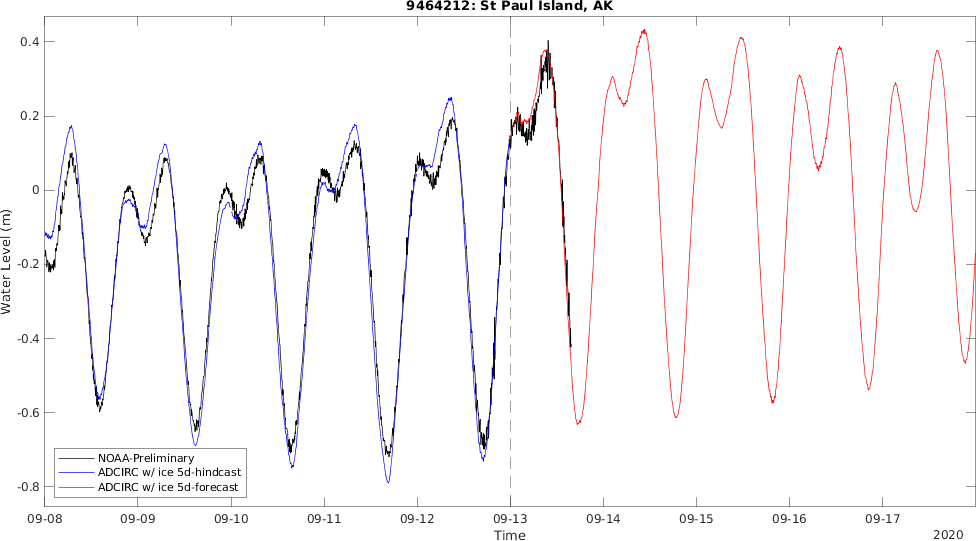 9464212: St Paul Island, AK
0.4
0.2
0
-0.2
-0.4
-0.6
-0.8
Water Level (m)
NOAA-Preliminary
ADCIRC w/ ice 5d-hindcast
ADCIRC w/ ice 5d-forecast
09-08 09-09 09-10 09-11 09-12 09-13 09-14 09-15 09-16 09-17
Time
2020